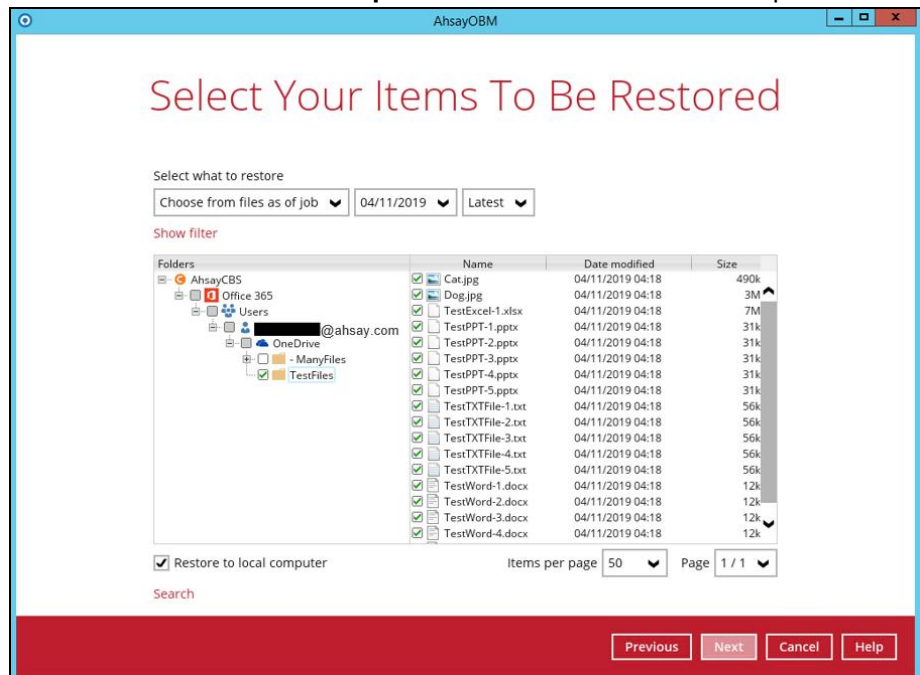 AhsayOBM
Select Your Items To Be Restored
Select what to restore
Choose from files as of job 04/11/2019 Latest
Show filter
Folders Name Date modified Size
AhsayCBS
Office 365
Users
@ahsay.com
OneDrive
- ManyFiles
TestFiles
Cat.jpg 04/11/2019 04:18 490k
Dog.jpg 04/11/2019 04:18 3M
TestExcel-1.xlsx 04/11/2019 04:18 7M
TestPPT-1.pptx 04/11/2019 04:18 31k
TestPPT-2.pptx 04/11/2019 04:18 31k
TestPPT-3.pptx 04/11/2019 04:18 31k
TestPPT-4.pptx 04/11/2019 04:18 31k
TestPPT-5.pptx 04/11/2019 04:18 31k
TestTXTFile-1.txt 04/11/2019 04:18 56k
TestTXTFile-2.txt 04/11/2019 04:18 56k
TestTXTFile-3.txt 04/11/2019 04:18 56k
TestTXTFile-4.txt 04/11/2019 04:18 56k
TestTXTFile-5.txt 04/11/2019 04:18 56k
TestWord-1.docx 04/11/2019 04:18 12k
TestWord-2.docx 04/11/2019 04:18 12k
TestWord-3.docx 04/11/2019 04:18 12k
TestWord-4.docx 04/11/2019 04:18 12k
Restore to local computer Items per page 50 Page 1 / 1
Search
Previous Next Cancel Help